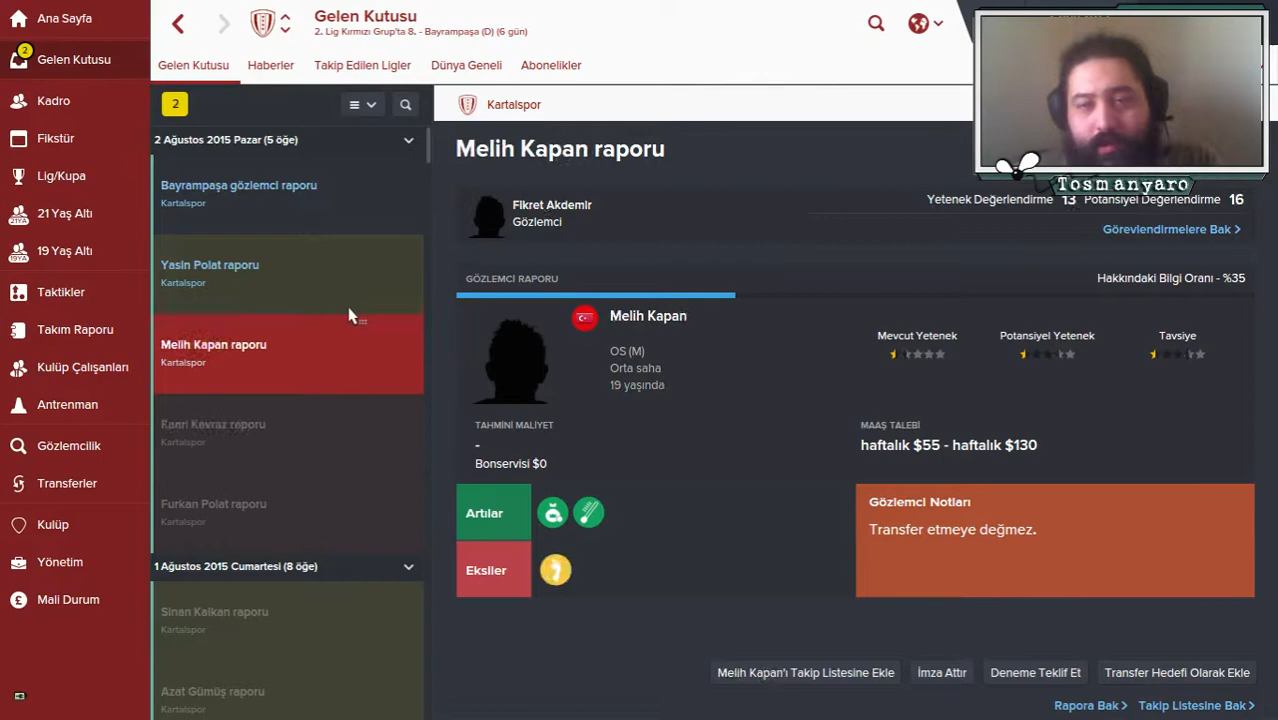 Ana Sayfa
2
Gelen Kutusu
Kadro
Fikstür
Lig/Kupa
21YA
21 Yaş Altı
19YA
19 Yaş Altı
Taktikler
Takım Raporu
Kulüp Çalışanları
Antrenman
Gözlemcilik
Transferler
Kulüp
Yönetim
£
Mali Durum
Gelen Kutusu
2. Lig Kırmızı Grup'ta 8. - Bayrampaşa (D) (6 gün)
Gelen Kutusu
Haberler
Takip Edilen Ligler
Dünya Geneli
Abonelikler
2
2 Ağustos 2015 Pazar (5 öğe)
Bayrampaşa gözlemci raporu
Kartalspor
Yasin Polat raporu
Kartalspor
Melih Kapan raporu
Kartalspor
Kartalspor
Furkan Polat raporu
Kartalspor
1 Ağustos 2015 Cumartesi (8 öğe)
Sinan Kalkan raporu
Kartalspor
Azat Gümüş raporu
Kartalspor
Kartalspor
Melih Kapan raporu
Tosmanyaro
Fikret Akdemir
Gözlemci
Yetenek Değerlendirme 13 Potansiyel Değerlendirme 16
Görevlendirmelere Bak >
GÖZLEMCİ RAPORU
Hakkındaki Bilgi Oranı - %35
Melih Kapan
OS (M)
Orta saha
19 yaşında
Mevcut Yetenek
Potansiyel Yetenek
Tavsiye
TAHMİNİ MALİYET
-
Bonservisi $0
MAAŞ TALEBİ
haftalık $55 - haftalık $130
Artılar
Eksiler
Gözlemci Notları
Transfer etmeye değmez.
Melih Kapan'ı Takip Listesine Ekle
İmza Attır
Deneme Teklif Et
Transfer Hedefi Olarak Ekle
Rapora Bak >
Takip Listesine Bak >